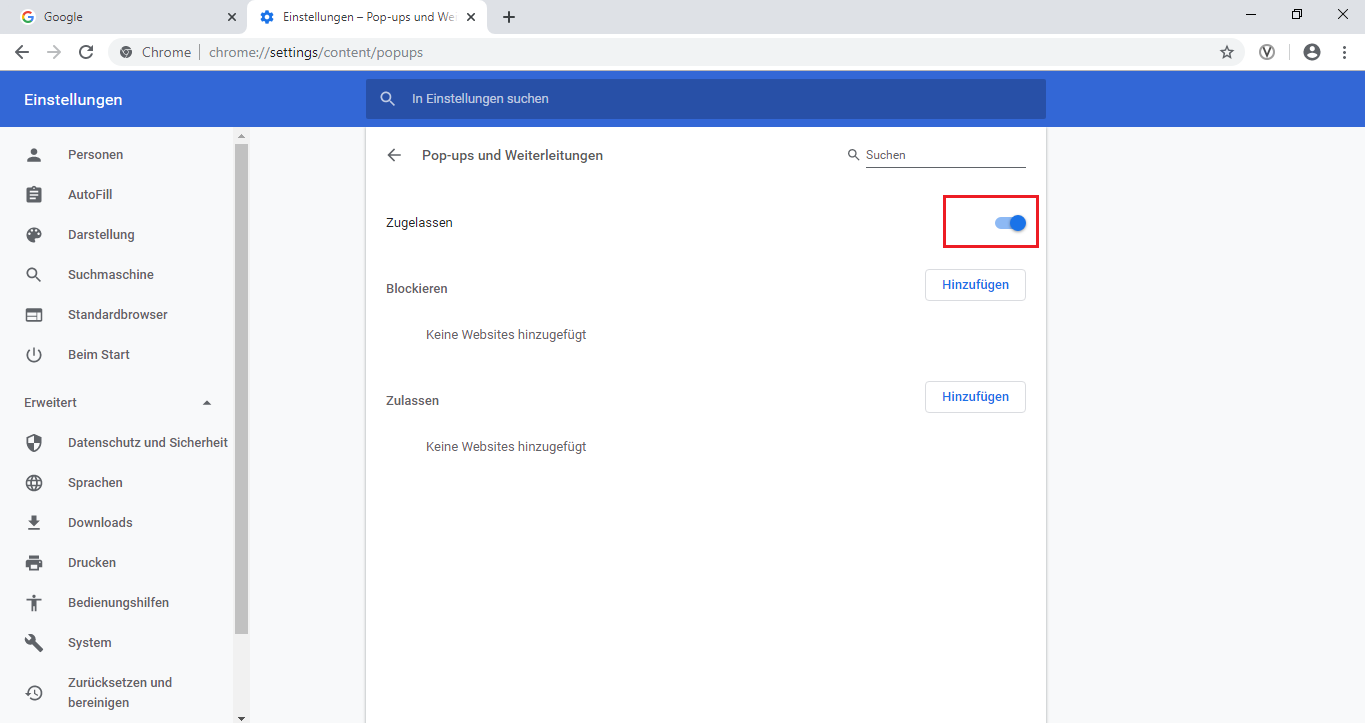 Google
Einstellungen – Pop-ups und We
Chrome
chrome://settings/content/popups
Einstellungen
In Einstellungen suchen
Personen
AutoFill
Darstellung
Suchmaschine
Standardbrowser
Beim Start
Erweitert
Datenschutz und Sicherheit
Sprachen
Downloads
Drucken
Bedienungshilfen
System
Zurücksetzen und
bereinigen
Pop-ups und Weiterleitungen
Suchen
Zugelassen
Blockieren
Hinzufügen
Keine Websites hinzugefügt
Zulassen
Hinzufügen
Keine Websites hinzugefügt